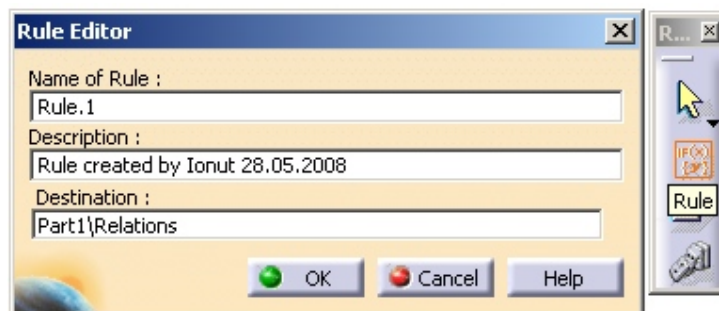 Rule Editor
Name of Rule :
Rule.1
Description :
Rule created by Ionut 28.05.2008
Destination :
Part1\Relations
OK Cancel Help
R...
IF(X)
Rule